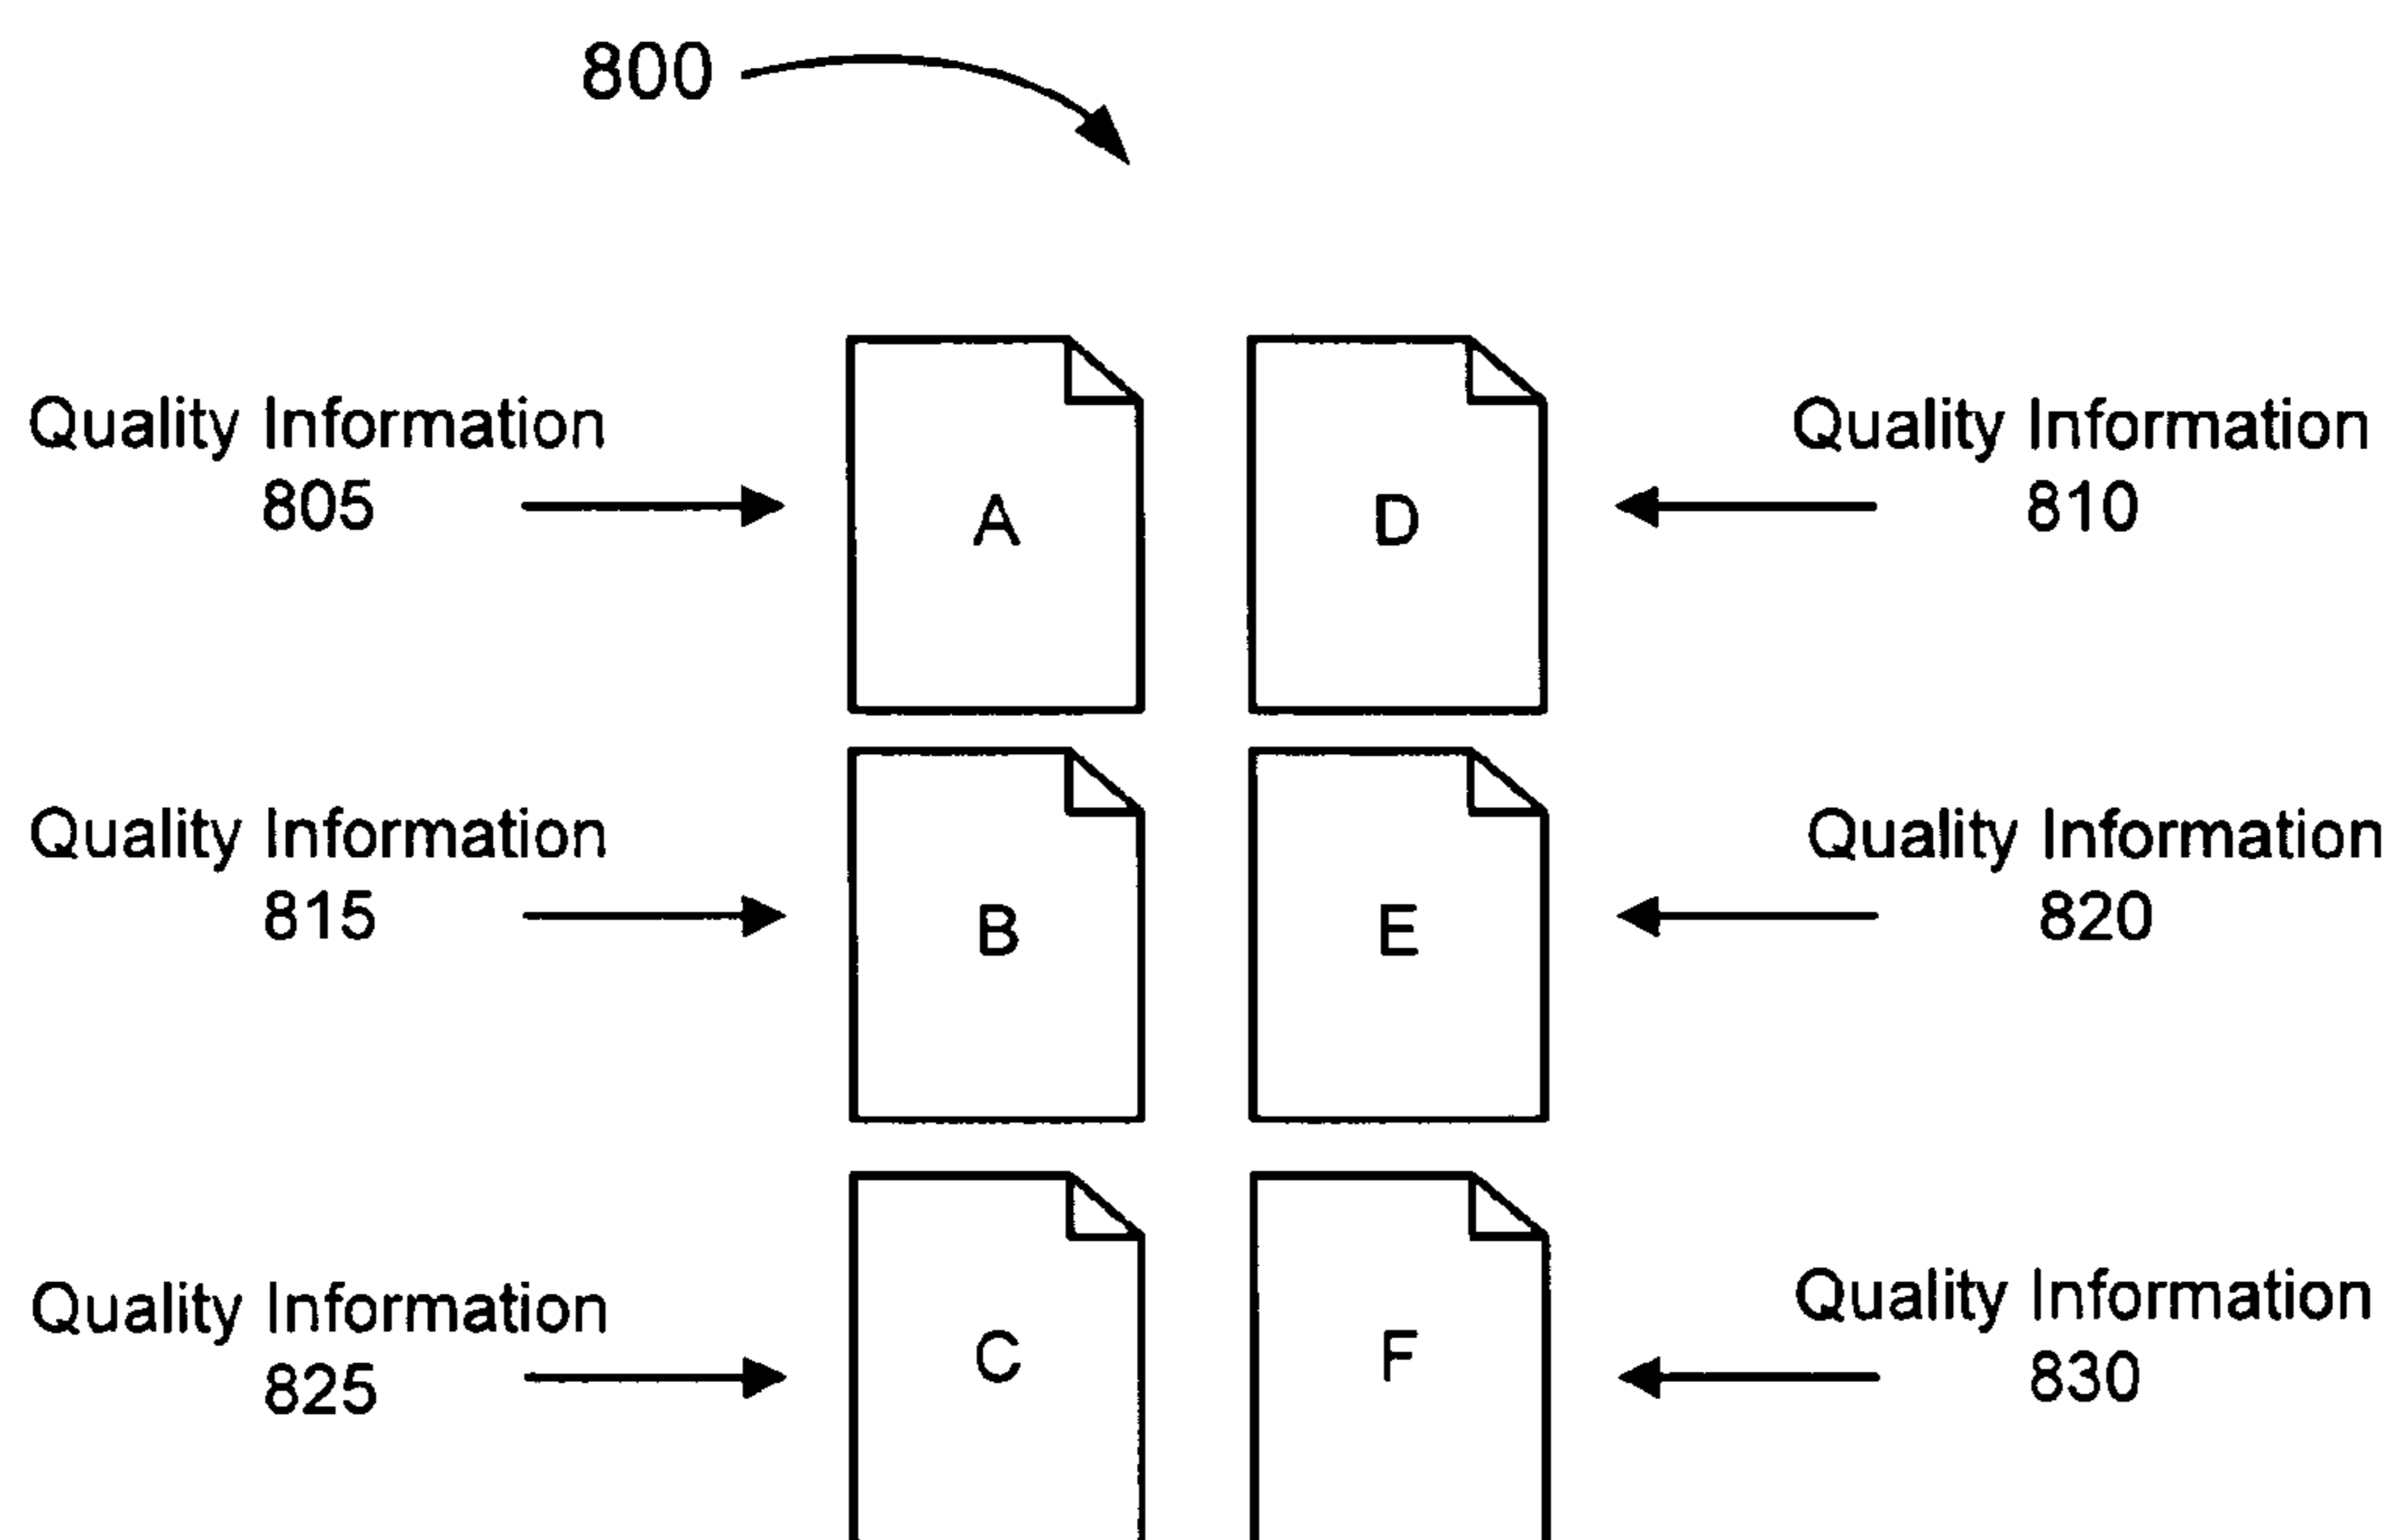 800
Quality Information
805
A
D
Quality Information
810
Quality Information
815
B
E
Quality Information
820
Quality Information
825
C
F
Quality Information
830